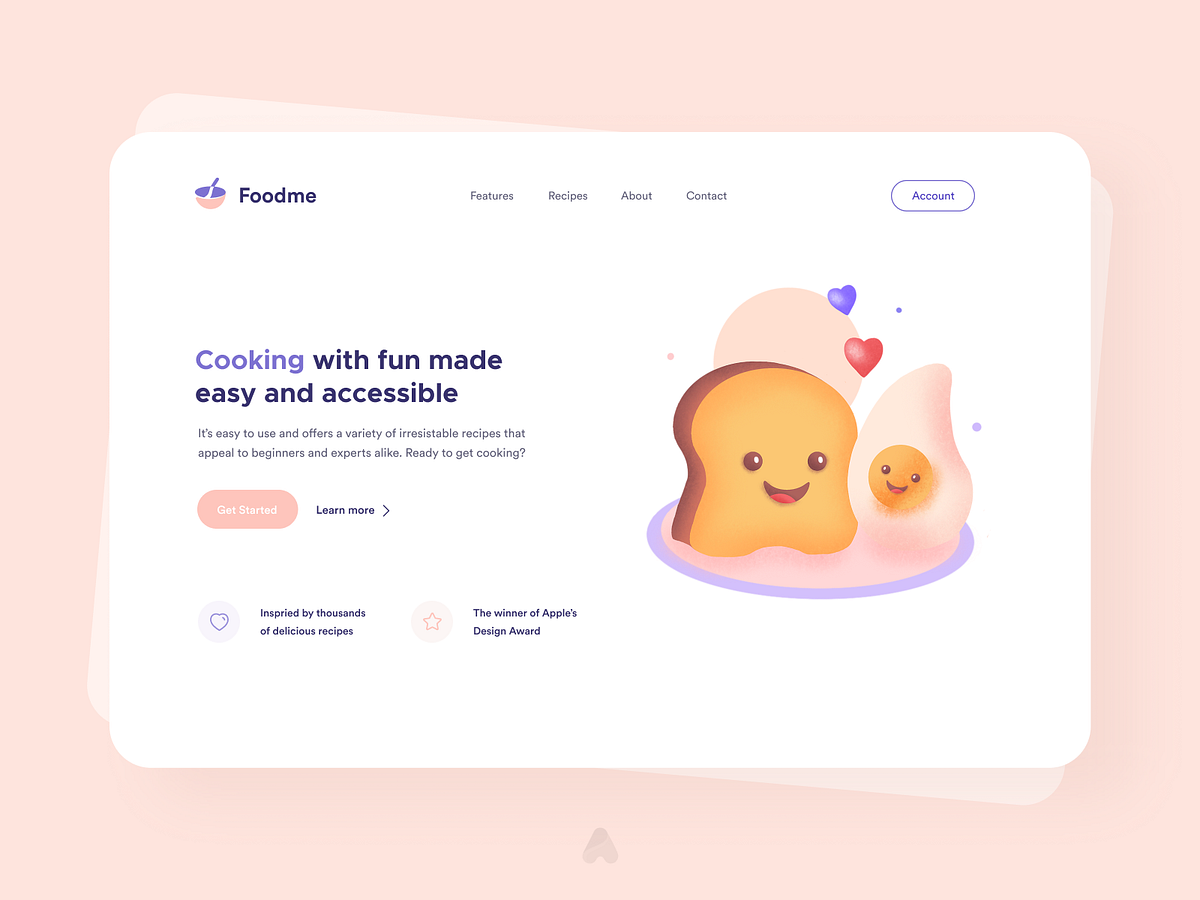 Foodme
Features
Recipes
About
Contact
Account
Cooking with fun made
easy and accessible
It's easy to use and offers a variety of irresistable recipes that
appeal to beginners and experts alike. Ready to get cooking?
Get Started
Learn more
Inspried by thousands
of delicious recipes
The winner of Apple's
Design Award